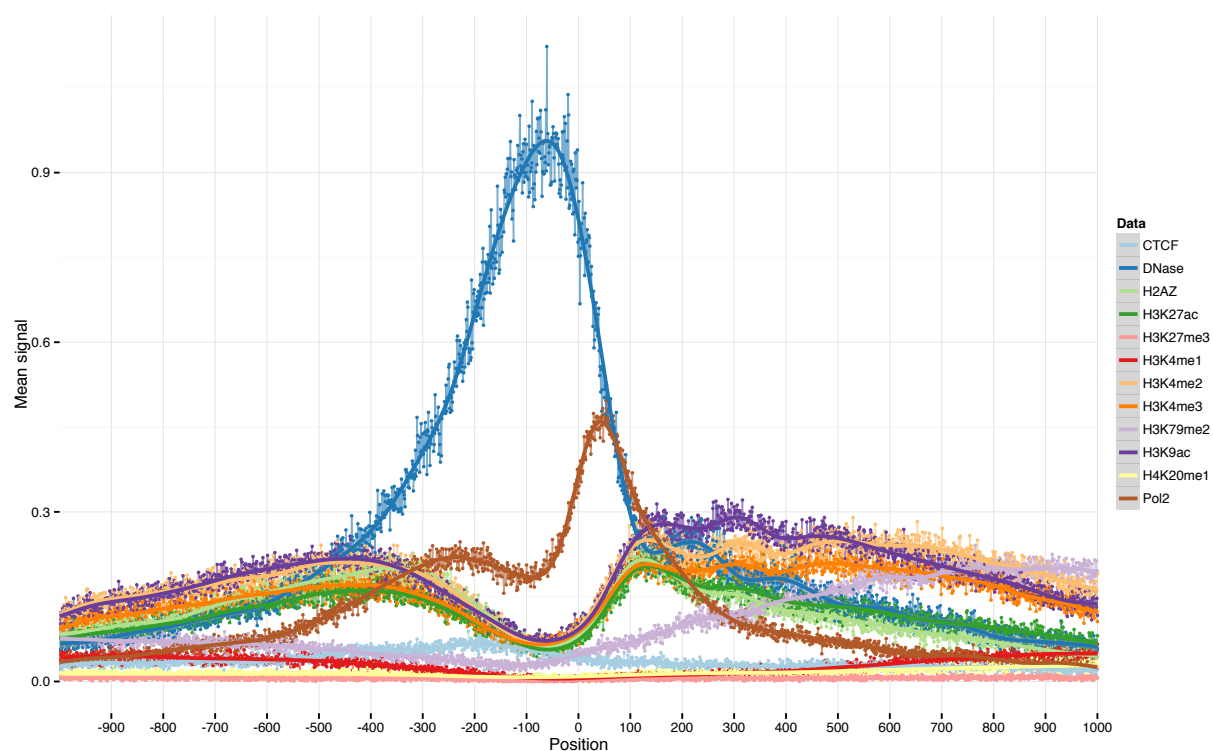 Mean signal
0.9
0.6
0.3
0.0
-900 -800 -700 -600 -500 -400 -300 -200 -100 0 100 200 300 400 500 600 700 800 900 1000
Position
Data
CTCF
DNase
H2AZ
H3K27ac
H3K27me3
H3K4me1
H3K4me2
H3K4me3
H3K79me2
H3K9ac
H4K20me1
Pol2